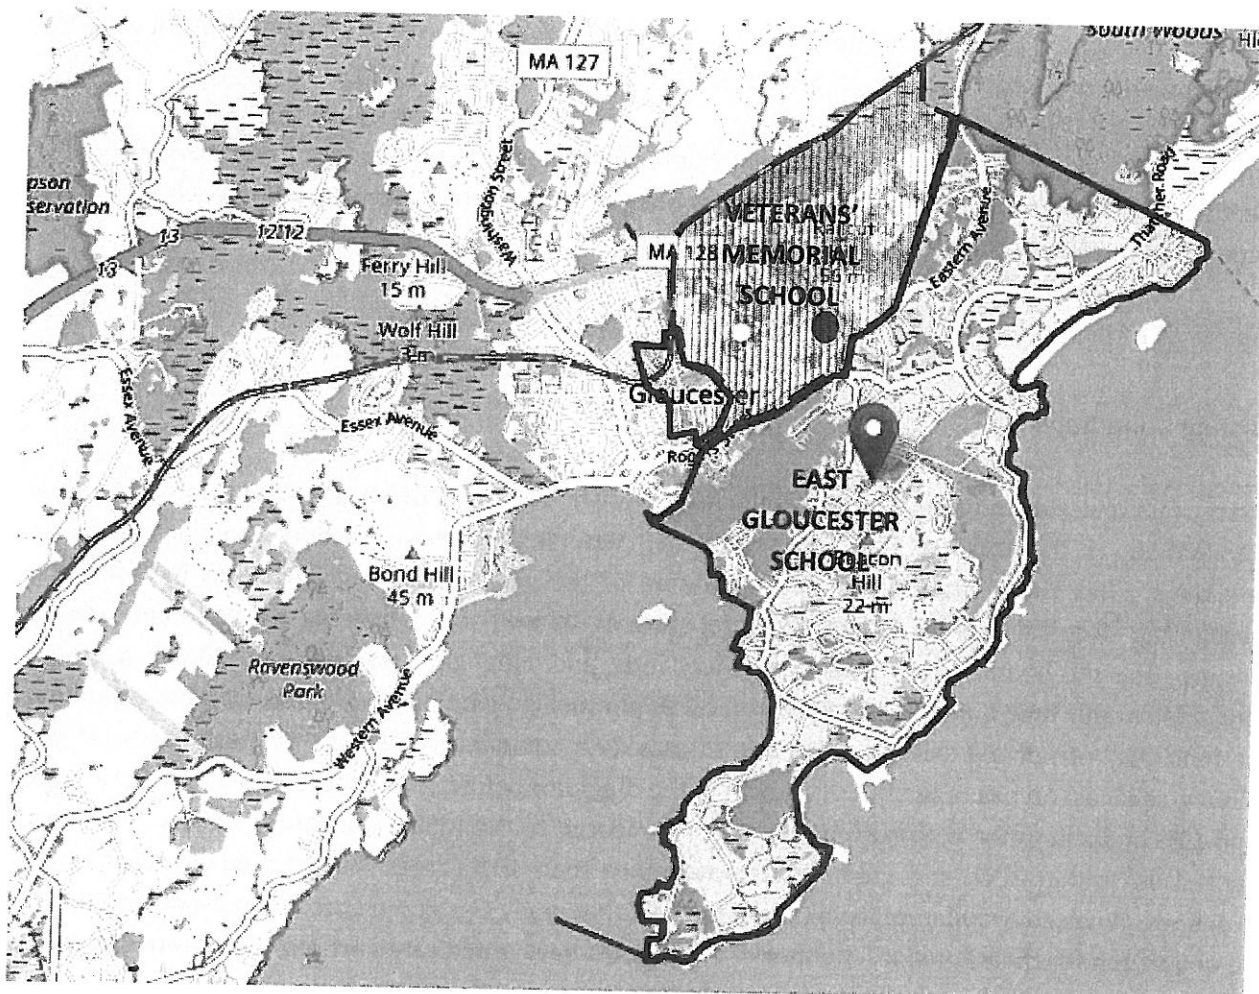 South Woods
MA 127
pson
servation
Washington Street
13
12
12
13
Ferry Hill
15 m
Wolf Hill
MA 128
VETERANS'
MEMORIAL
SCHOOL
Eastern Avenue
Thatcher Road
Essex Avenue
Essex Avenue
Gloucester
EAST
GLOUCESTER
SCHOOL
Beacon
Hill
22 m
Bond Hill
45 m
Ravenswood
Park
Western Avenue